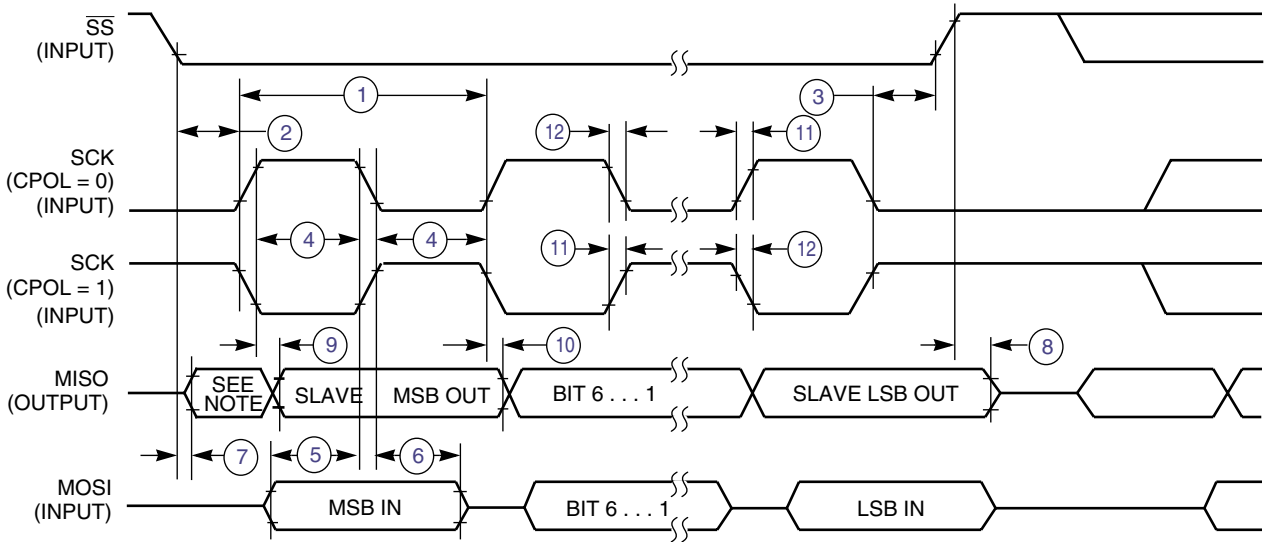 SS
(INPUT)
1
3
2
12
11
SCK
(CPOL = 0)
(INPUT)
4
4
11
12
SCK
(CPOL = 1)
(INPUT)
9
10
8
MISO
(OUTPUT)
SEE
NOTE
SLAVE
MSB OUT
BIT 6 . . . 1
SLAVE LSB OUT
7
5
6
MOSI
(INPUT)
MSB IN
BIT 6 . . . 1
LSB IN